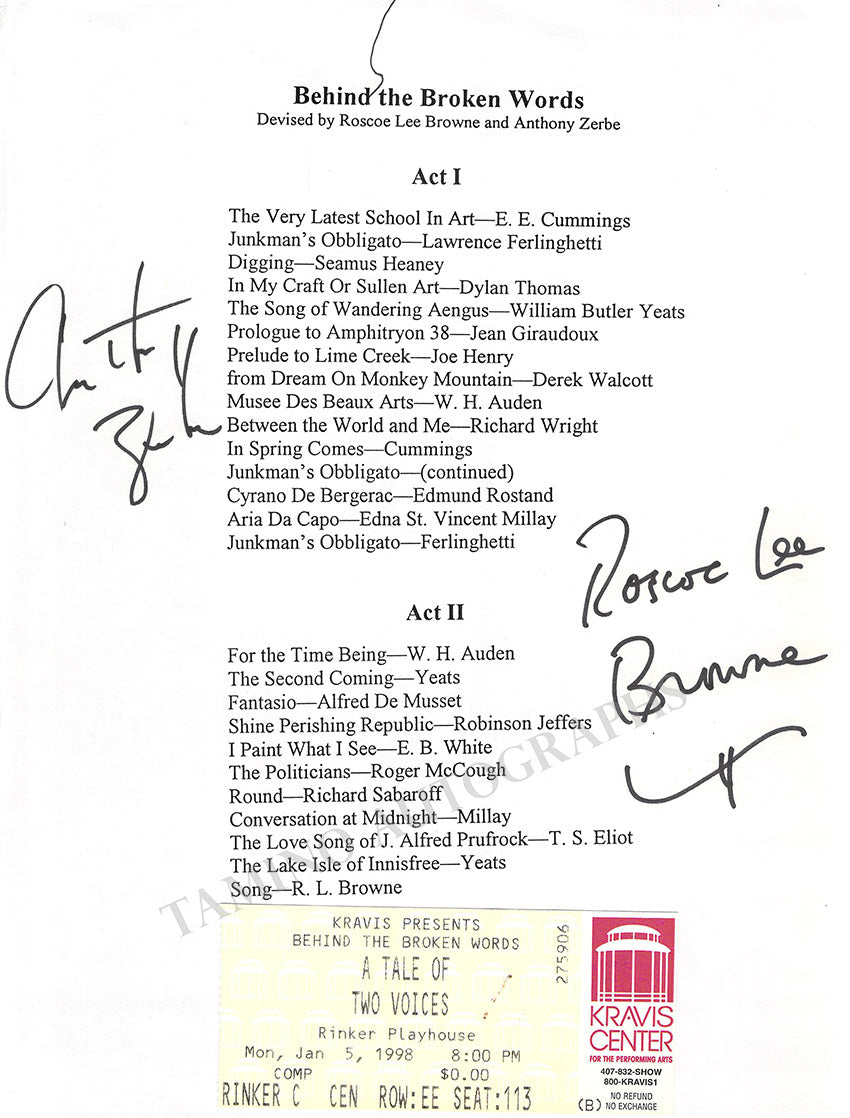 Behind the Broken Words
Devised by Roscoe Lee Browne and Anthony Zerbe
Act I
The Very Latest School In Art—E. E. Cummings
Junkman's Obbligato—Lawrence Ferlinghetti
Digging—Seamus Heaney
In My Craft Or Sullen Art—Dylan Thomas
The Song of Wandering Aengus—William Butler Yeats
Prologue to Amphitryon 38—Jean Giraudoux
Prelude to Lime Creek—Joe Henry
from Dream On Monkey Mountain—Derek Walcott
Musee Des Beaux Arts—W. H. Auden
Between the World and Me—Richard Wright
In Spring Comes—Cummings
Junkman's Obbligato—(continued)
Cyrano De Bergerac—Edmund Rostand
Aria Da Capo—Edna St. Vincent Millay
Junkman's Obbligato—Ferlinghetti
Anthony
Zerbe
Roscoe Lee
Browne
Act II
For the Time Being—W. H. Auden
The Second Coming—Yeats
Fantasio—Alfred De Musset
Shine Perishing Republic—Robinson Jeffers
I Paint What I See—E. B. White
The Politicians—Roger McCough
Round—Richard Sabaroff
Conversation at Midnight—Millay
The Love Song of J. Alfred Prufrock—T. S. Eliot
The Lake Isle of Innisfree—Yeats
Song—R. L. Browne
TAMINO AUTOGRAPHS
KRAVIS PRESENTS
BEHIND THE BROKEN WORDS
A TALE OF
TWO VOICES
Rinker Playhouse
Mon, Jan 5, 1998 8:00 PM
COMP $0.00
RINKER C CEN ROW:EE SEAT:113
275906
KRAVIS
CENTER
FOR THE PERFORMING ARTS
407-832-SHOW
800-KRAVIS1
(B) NO REFUND
NO EXCHANGE